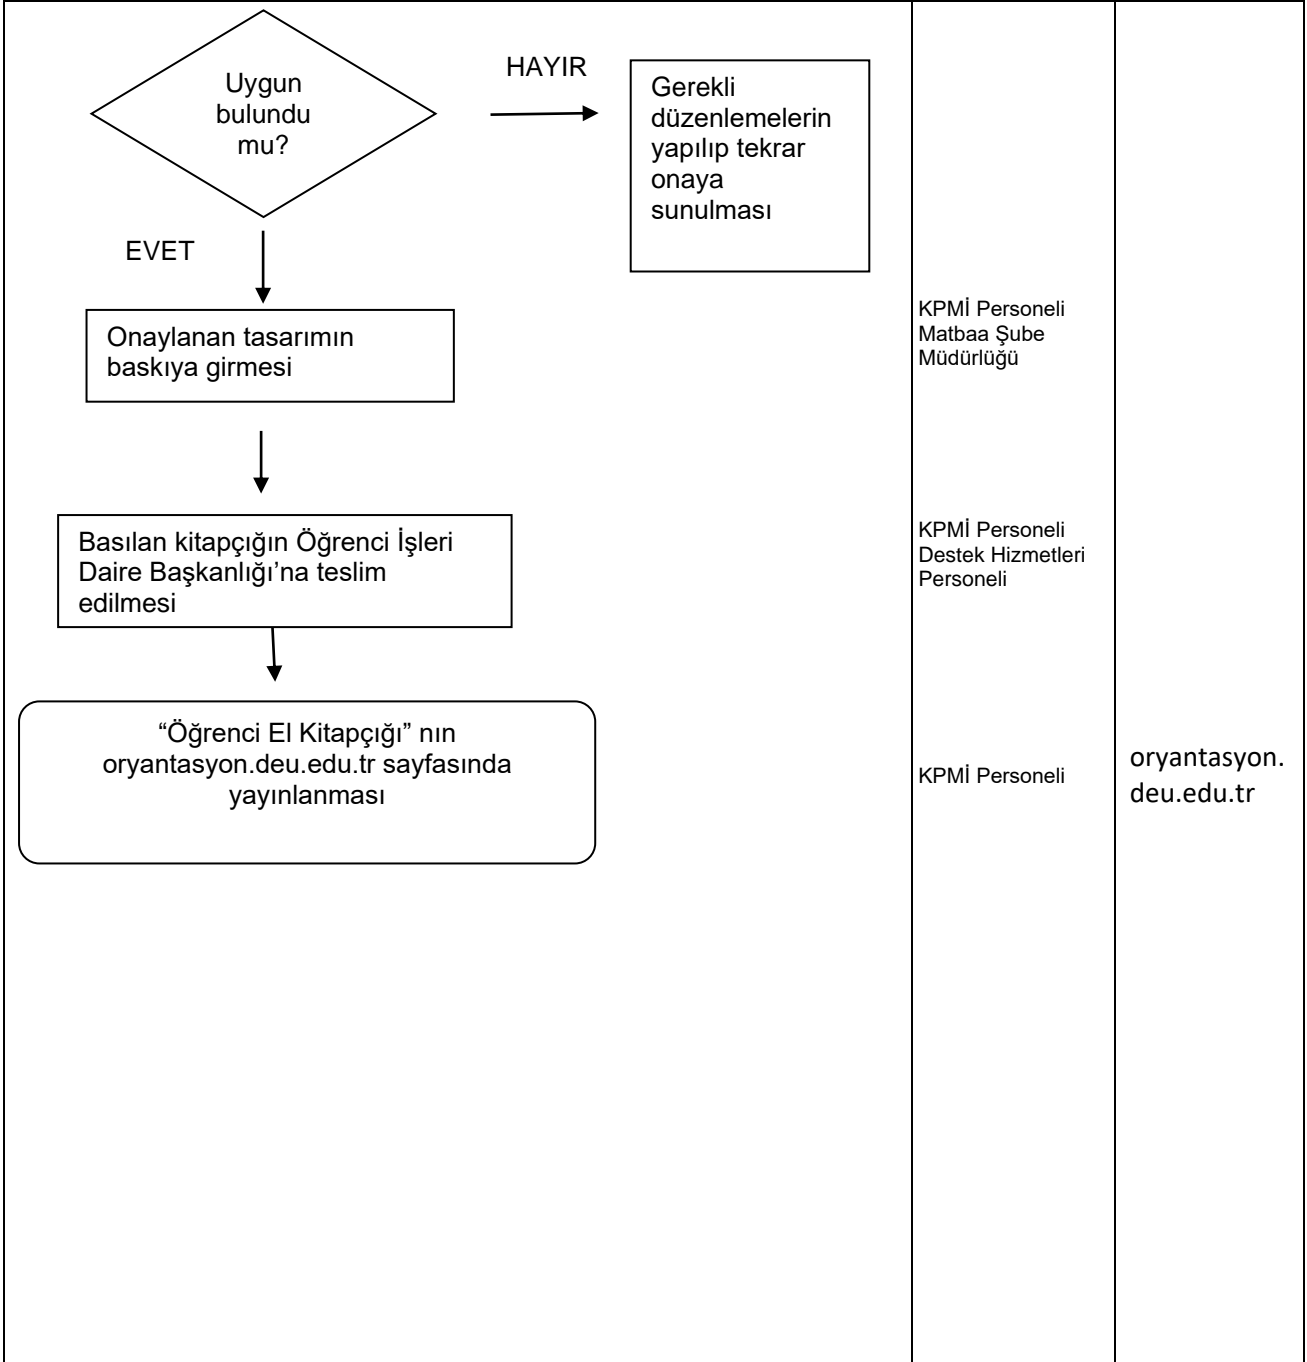 Uygun
bulundu
mu?
HAYIR
Gerekli
düzenlemelerin
yapılıp tekrar
onaya
sunulması
EVET
Onaylanan tasarımın
baskıya girmesi
KPMİ Personeli
Matbaa Şube
Müdürlüğü
Basılan kitapçığın Öğrenci İşleri
Daire Başkanlığı’na teslim
edilmesi
KPMİ Personeli
Destek Hizmetleri
Personeli
“Öğrenci El Kitapçığı” nın
oryantasyon.deu.edu.tr sayfasında
yayınlanması
KPMİ Personeli
oryantasyon.
deu.edu.tr